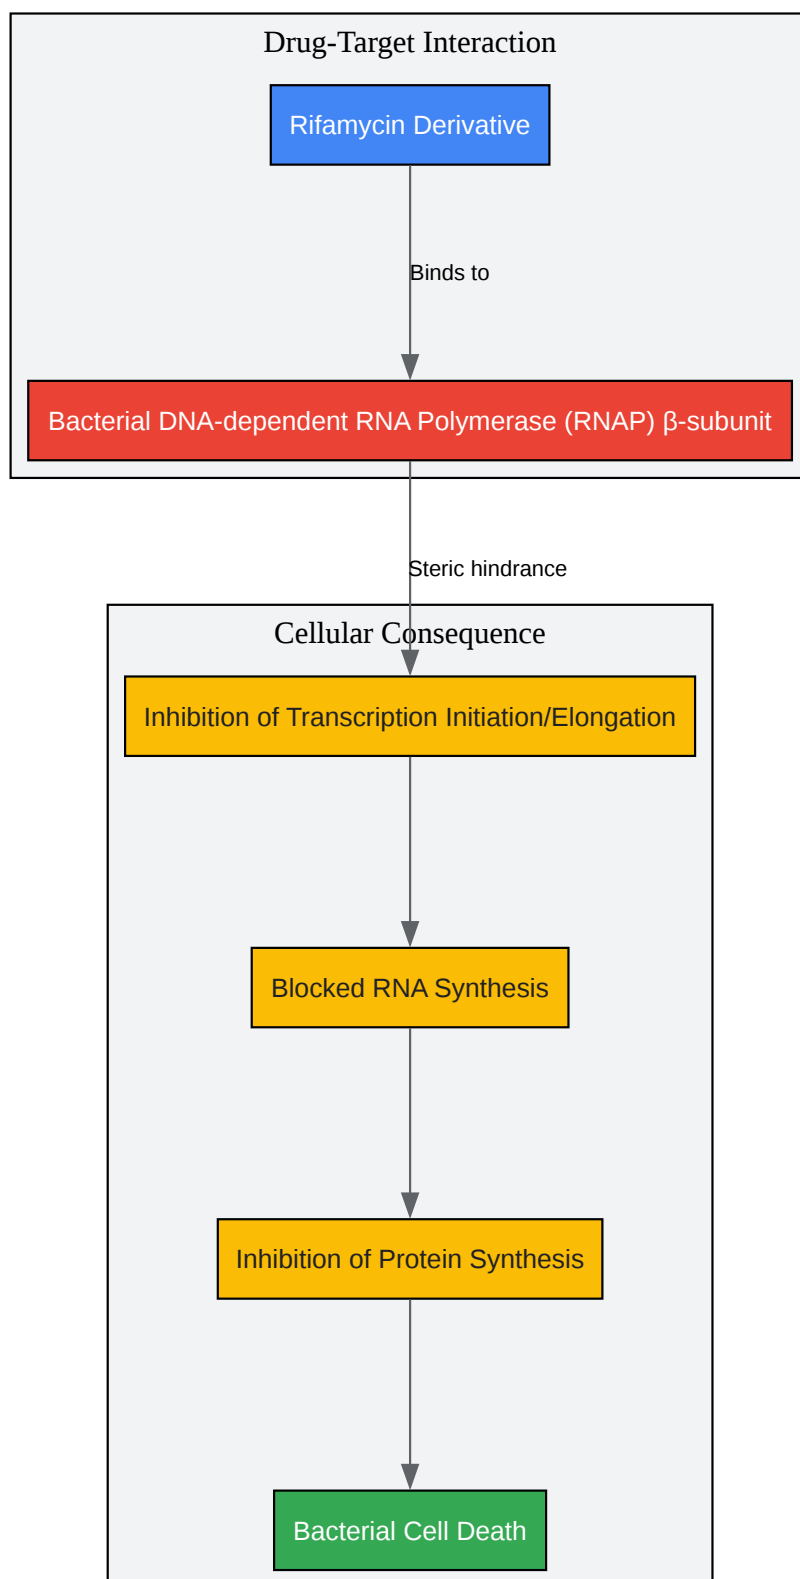 Drug-Target Interaction
Rifamycin Derivative
Binds to
Bacterial DNA-dependent RNA Polymerase (RNAP) β-subunit
Steric hindrance
Cellular Consequence
Inhibition of Transcription Initiation/Elongation
Blocked RNA Synthesis
Inhibition of Protein Synthesis
Bacterial Cell Death